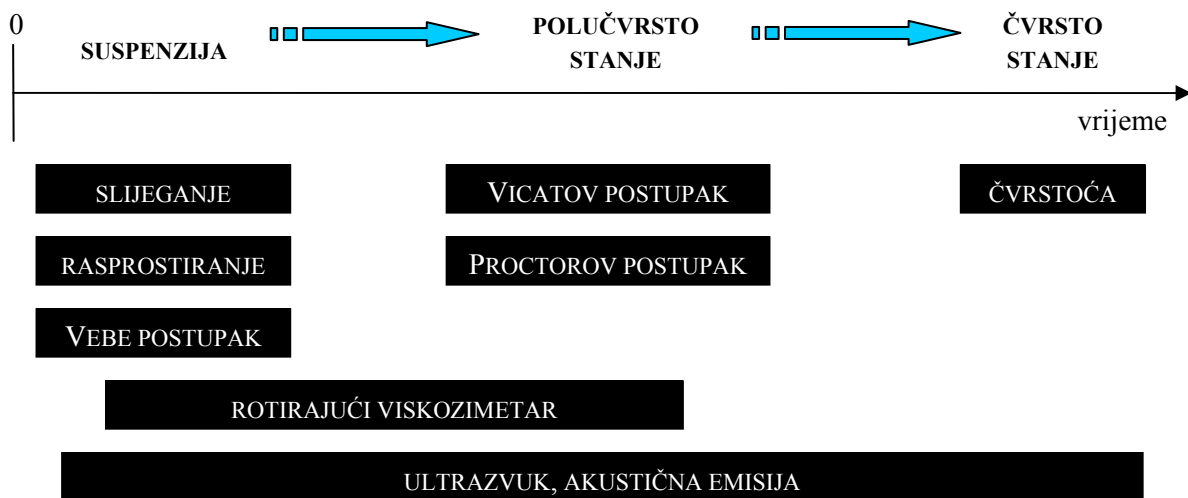 0
SUSPENZIJA
POLUČVRSTO
STANJE
ČVRSTO
STANJE
vrijeme
SLIJEGANJE
VICATOV POSTUPAK
ČVRSTOĆA
RASPROSTIRANJE
PROCTOROV POSTUPAK
VEBE POSTUPAK
ROTIRAJUĆI VISKOZIMETAR
ULTRAZVUK, AKUSTIČNA EMISIJA